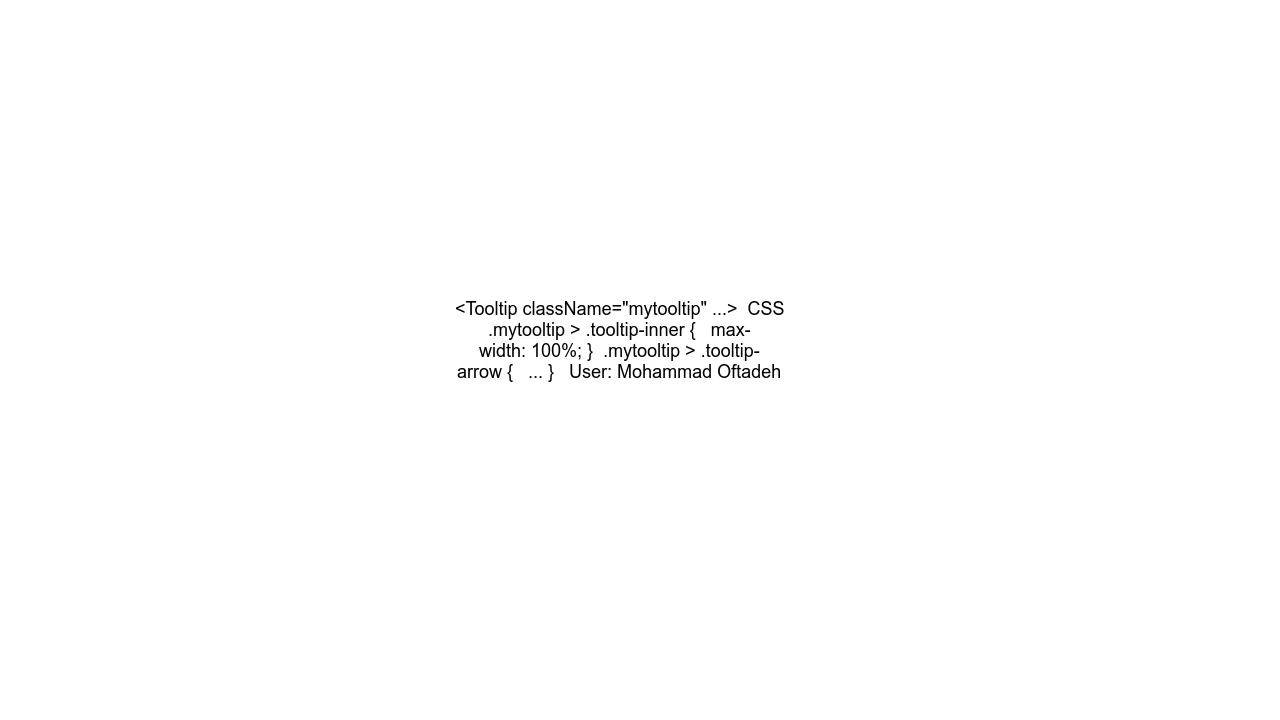 <Tooltip className="mytooltip" ...>  CSS
.mytooltip > .tooltip-inner {   max-
width: 100%; }  .mytooltip > .tooltip-
arrow {   ... }   User: Mohammad Oftadeh